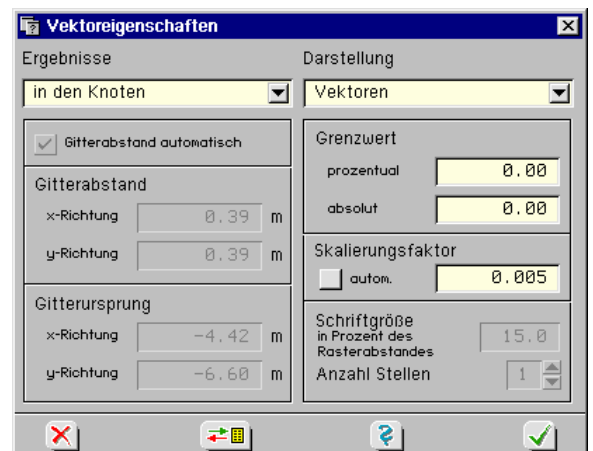 Vektoreigenschaften
Ergebnisse
in den Knoten
Gitterabstand automatisch
Gitterabstand
x-Richtung 0.39 m
y-Richtung 0.39 m
Gitterursprung
x-Richtung -4.42 m
y-Richtung -6.60 m
Darstellung
Vektoren
Grenzwert
prozentual 0.00
absolut 0.00
Skalierungsfaktor
autom. 0.005
Schriftgröße
in Prozent des
Rasterabstandes 15.0
Anzahl Stellen 1